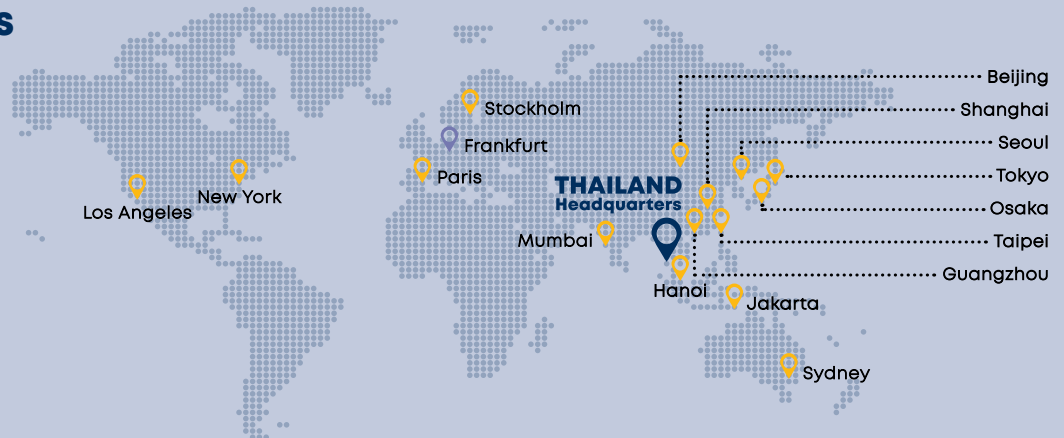 s
Beijing
Stockholm
Shanghai
Frankfurt
Seoul
Paris
Tokyo
THAILAND
Headquarters
New York
Los Angeles
Osaka
Mumbai
Taipei
Guangzhou
Hanoi
Jakarta
Sydney